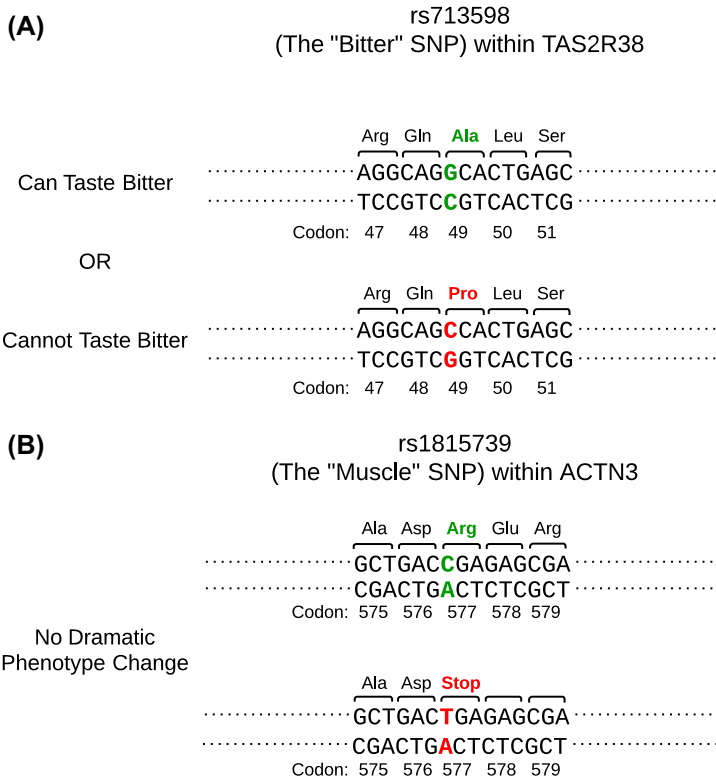 (A)
rs713598
(The "Bitter" SNP) within TAS2R38
Arg Gln Ala Leu Ser
Can Taste Bitter
AGGCAGGCACTGAGC
TCCGTCCGTCACTCG
Codon: 47 48 49 50 51
OR
Arg Gln Pro Leu Ser
Cannot Taste Bitter
AGGCAGCCACTGAGC
TCCGTCGGTCACTCG
Codon: 47 48 49 50 51
(B)
rs1815739
(The "Muscle" SNP) within ACTN3
Ala Asp Arg Glu Arg
GCTGACCGAGAGCGA
CGACTGACTCTCGCT
Codon: 575 576 577 578 579
No Dramatic
Phenotype Change
Ala Asp Stop
GCTGACTGAGAGCGA
CGACTGACTCTCGCT
Codon: 575 576 577 578 579